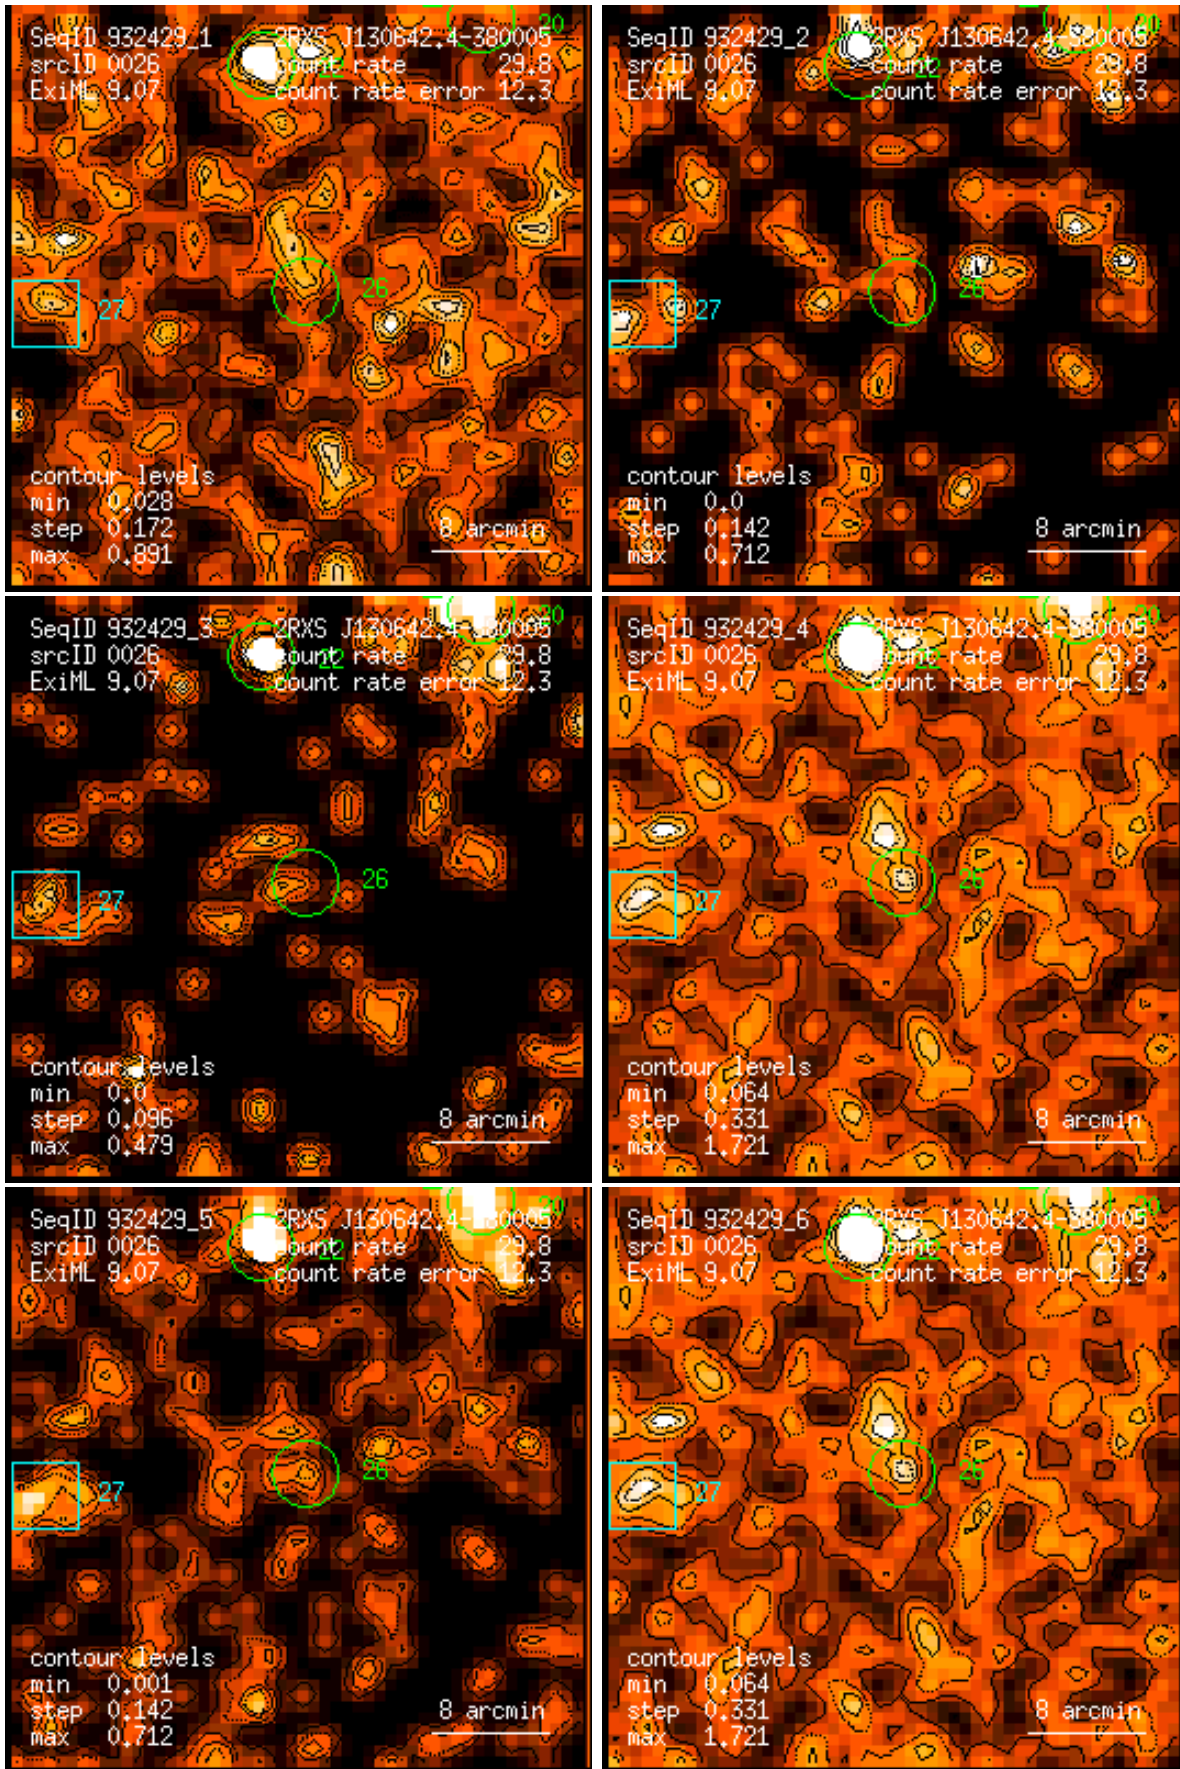 SeqID 932429_1 2RXS J130642.4-380005
srcID 0026 count rate 29.8
ExiML 9.07 count rate error 12.3
20
22
26
27
contour levels
min 0.028
step 0.172
max 0.891
8 arcmin
SeqID 932429_2 2RXS J130642.4-380005
srcID 0026 count rate 29.8
ExiML 9.07 count rate error 12.3
20
22
26
27
contour levels
min 0.0
step 0.142
max 0.712
8 arcmin
SeqID 932429_3 2RXS J130642.4-380005
srcID 0026 count rate 29.8
ExiML 9.07 count rate error 12.3
20
22
26
27
contour levels
min 0.0
step 0.096
max 0.479
8 arcmin
SeqID 932429_4 2RXS J130642.4-380005
srcID 0026 count rate 29.8
ExiML 9.07 count rate error 12.3
20
22
26
27
contour levels
min 0.064
step 0.331
max 1.721
8 arcmin
SeqID 932429_5 2RXS J130642.4-380005
srcID 0026 count rate 29.8
ExiML 9.07 count rate error 12.3
20
22
26
27
contour levels
min 0.001
step 0.142
max 0.712
8 arcmin
SeqID 932429_6 2RXS J130642.4-380005
srcID 0026 count rate 29.8
ExiML 9.07 count rate error 12.3
20
22
26
27
contour levels
min 0.064
step 0.331
max 1.721
8 arcmin